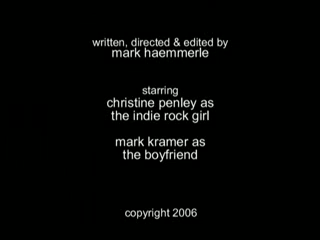 written, directed & edited by
mark haemmerle
starring
christine penley as
the indie rock girl
mark kramer as
the boyfriend
copyright 2006